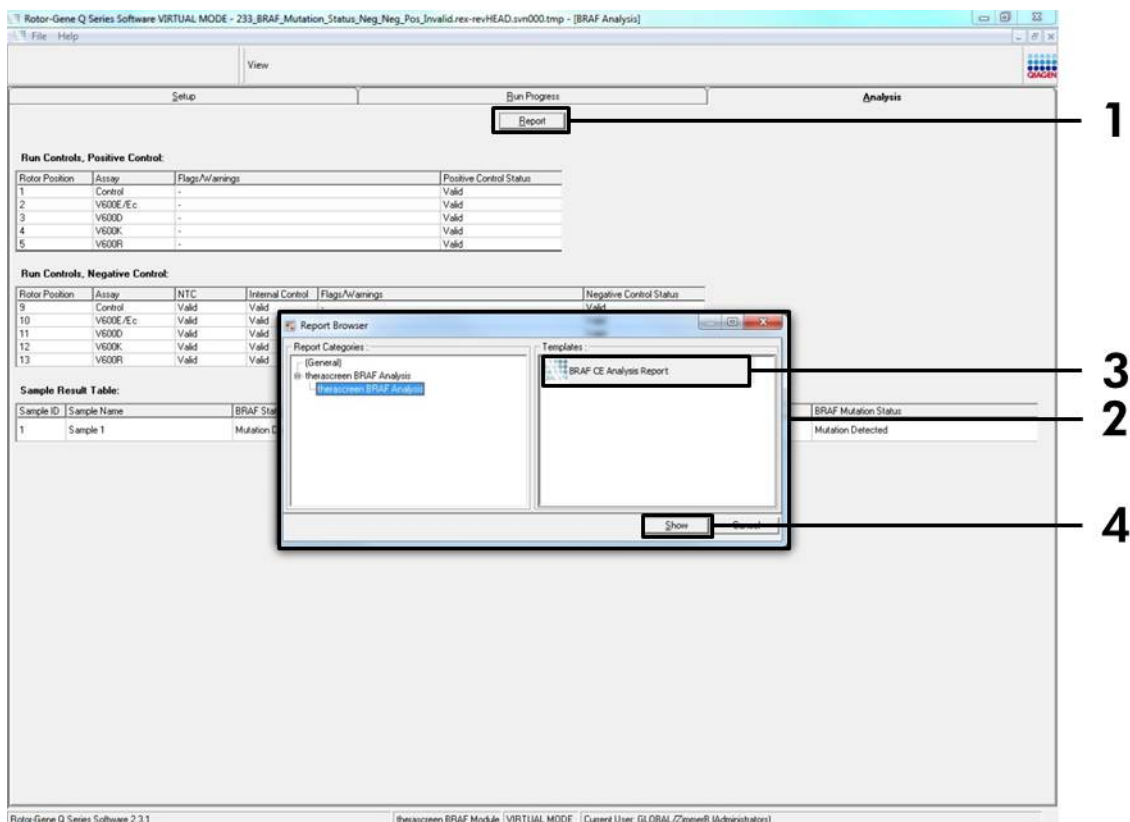 Rotor-Gene Q Series Software VIRTUAL MODE - 233_BRAF_Mutation_Status_Neg_Neg_Pos_Invalid.rex-revHEAD.svn000.tmp - [BRAF Analysis]
File Help
View
QIAGEN
Setup Run Progress Analysis
Report
1
Run Controls, Positive Control:
Rotor Position Assay Flags/Warnings Positive Control Status
1 Control - Valid
2 V600E/Ec - Valid
3 V600D - Valid
4 V600K - Valid
5 V600R - Valid
Run Controls, Negative Control:
Rotor Position Assay NTC Internal Control Flags/Warnings Negative Control Status
9 Control Valid Valid - Valid
10 V600E/Ec Valid Valid
11 V600D Valid Valid
12 V600K Valid Valid
13 V600R Valid Valid
Report Browser
Report Categories :
(General)
therascreen BRAF Analysis
therascreen BRAF Analysis
Templates :
BRAF CE Analysis Report
3
2
Show
4
Sample Result Table:
Sample ID Sample Name BRAF Mutation Status
1 Sample 1 Mutation Mutation Detected
Rotor-Gene Q Series Software 2.3.1 therascreen BRAF Module VIRTUAL MODE Current User: GLOBAL/ZimmerB (Administrators)